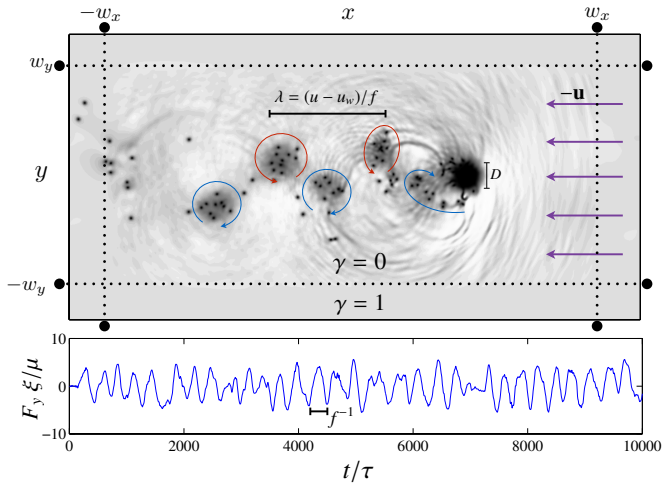 −w_x x w_x
w_y
λ = (u − u_w)/f
−u
y
D
γ = 0
−w_y
γ = 1
10
0
−10
F_y ξ/μ
f⁻¹
0 2000 4000 6000 8000 10000
t/τ